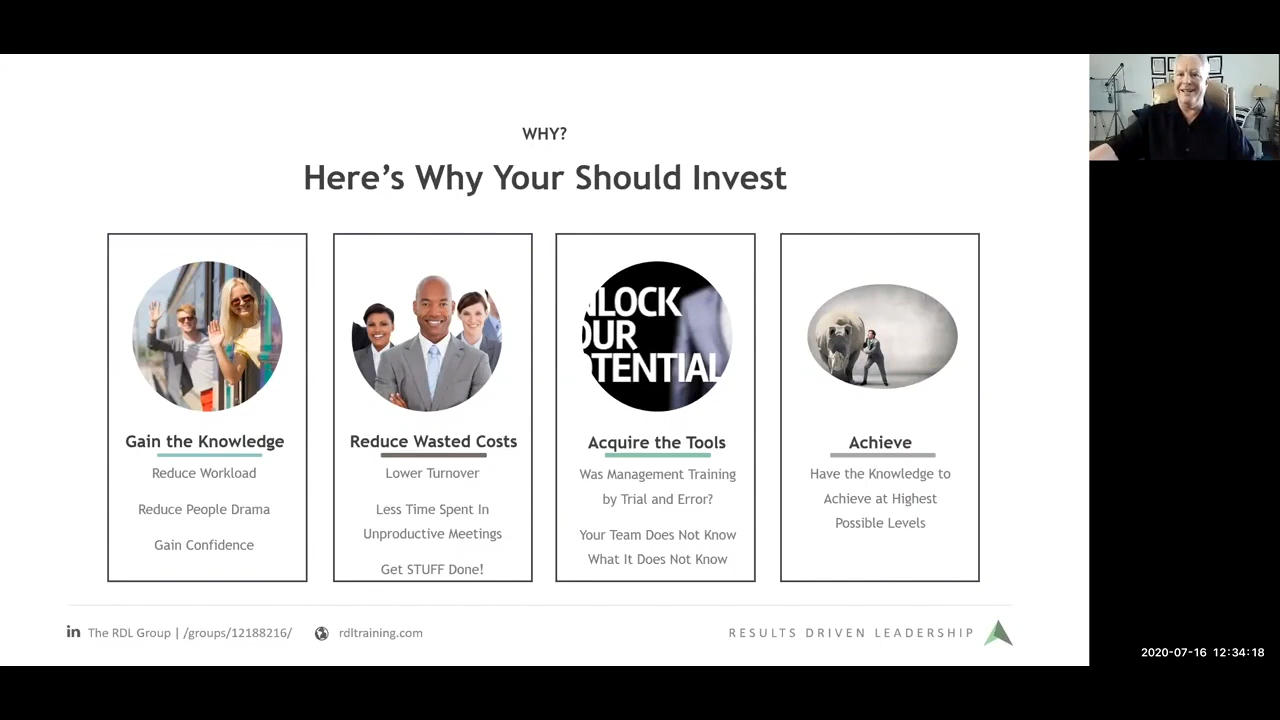 WHY?
Here's Why Your Should Invest
NLOCK
OUR
OTENTIAL
Gain the Knowledge
Reduce Workload
Reduce People Drama
Gain Confidence
Reduce Wasted Costs
Lower Turnover
Less Time Spent In
Unproductive Meetings
Get STUFF Done!
Acquire the Tools
Was Management Training
by Trial and Error?
Your Team Does Not Know
What It Does Not Know
Achieve
Have the Knowledge to
Achieve at Highest
Possible Levels
in The RDL Group | /groups/12188216/ rdltraining.com
RESULTS DRIVEN LEADERSHIP
2020-07-16 12:34:18